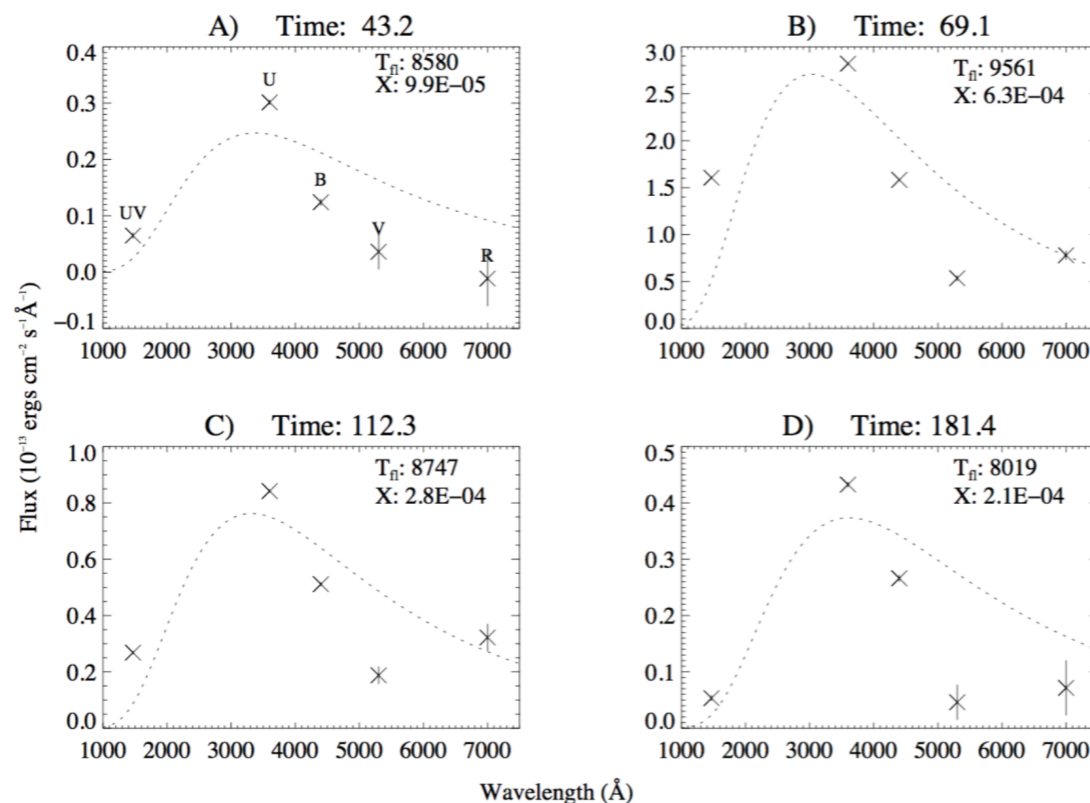 A) Time: 43.2
0.4
0.3
0.2
0.1
0.0
−0.1
T_fl: 8580
X: 9.9E−05
UV
U
B
V
R
1000 2000 3000 4000 5000 6000 7000
B) Time: 69.1
3.0
2.5
2.0
1.5
1.0
0.5
0.0
T_fl: 9561
X: 6.3E−04
1000 2000 3000 4000 5000 6000 7000
C) Time: 112.3
1.0
0.8
0.6
0.4
0.2
0.0
T_fl: 8747
X: 2.8E−04
1000 2000 3000 4000 5000 6000 7000
D) Time: 181.4
0.5
0.4
0.3
0.2
0.1
0.0
T_fl: 8019
X: 2.1E−04
1000 2000 3000 4000 5000 6000 7000
Flux (10⁻¹³ ergs cm⁻² s⁻¹ Å⁻¹)
Wavelength (Å)